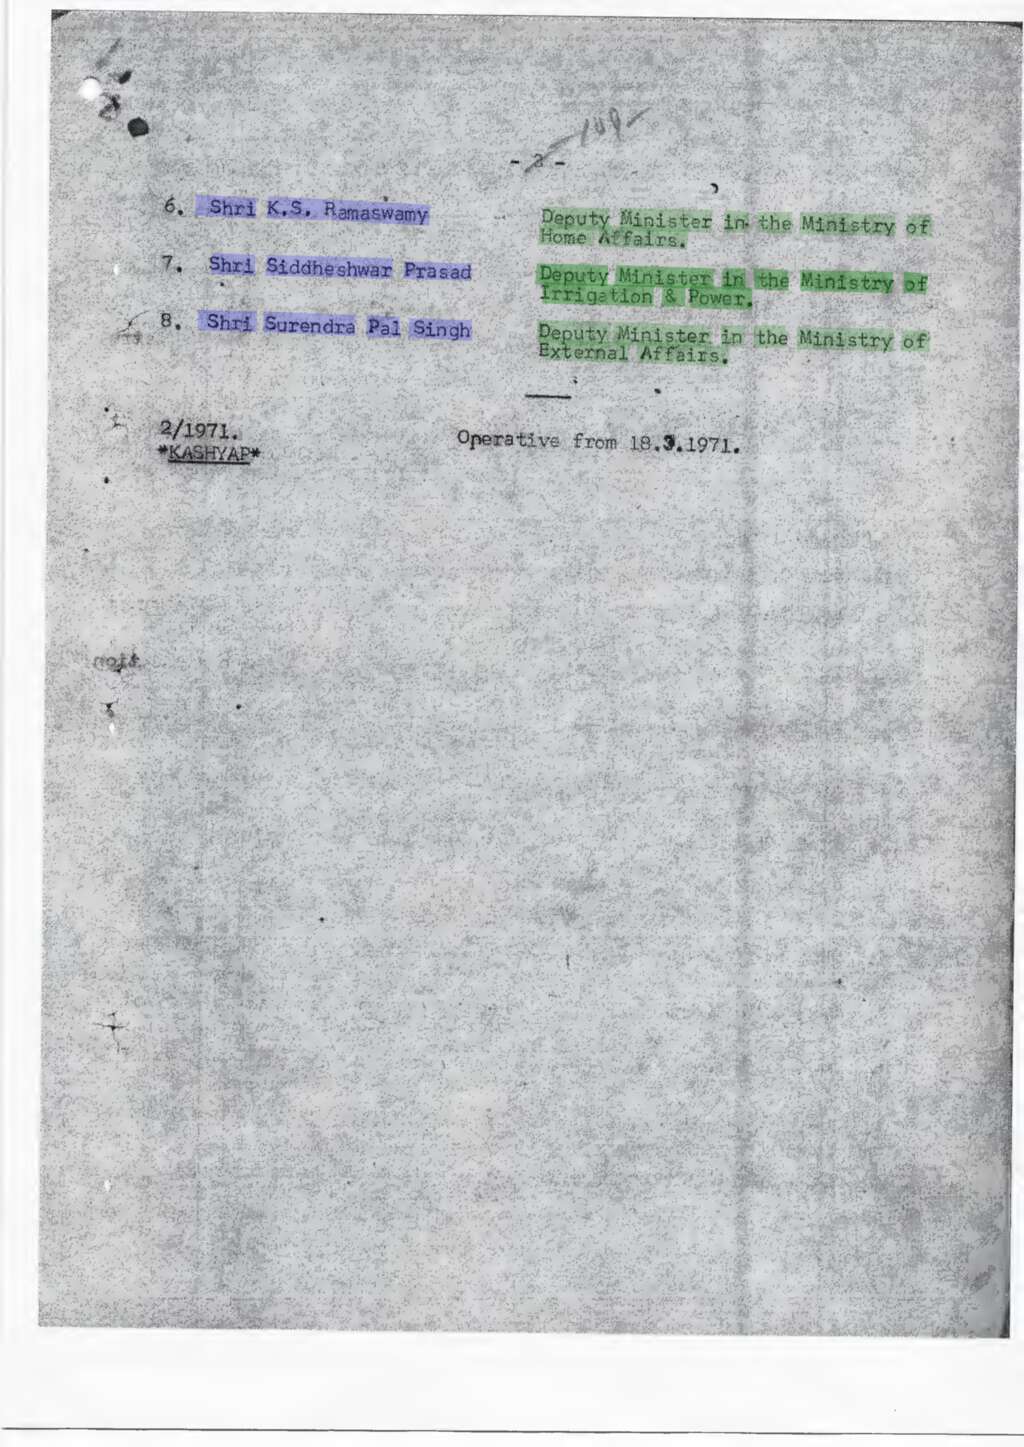 109
- 3 -
6. Shri K.S. Ramaswamy Deputy Minister in the Ministry of
Home Affairs.
7. Shri Siddheshwar Prasad Deputy Minister in the Ministry of
Irrigation & Power.
8. Shri Surendra Pal Singh Deputy Minister in the Ministry of
External Affairs.
2/1971. Operative from 18.3.1971.
*KASHYAP*